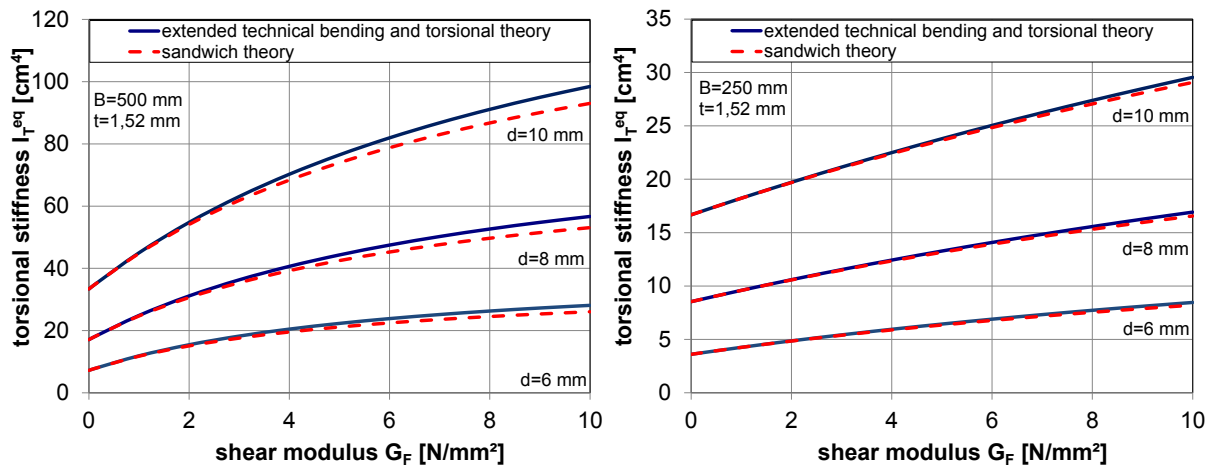 extended technical bending and torsional theory
sandwich theory
B=500 mm
t=1,52 mm
d=10 mm
d=8 mm
d=6 mm
torsional stiffness I_T^eq [cm⁴]
120
100
80
60
40
20
0
0 2 4 6 8 10
shear modulus G_F [N/mm²]
extended technical bending and torsional theory
sandwich theory
B=250 mm
t=1,52 mm
d=10 mm
d=8 mm
d=6 mm
torsional stiffness I_T^eq [cm⁴]
35
30
25
20
15
10
5
0
0 2 4 6 8 10
shear modulus G_F [N/mm²]